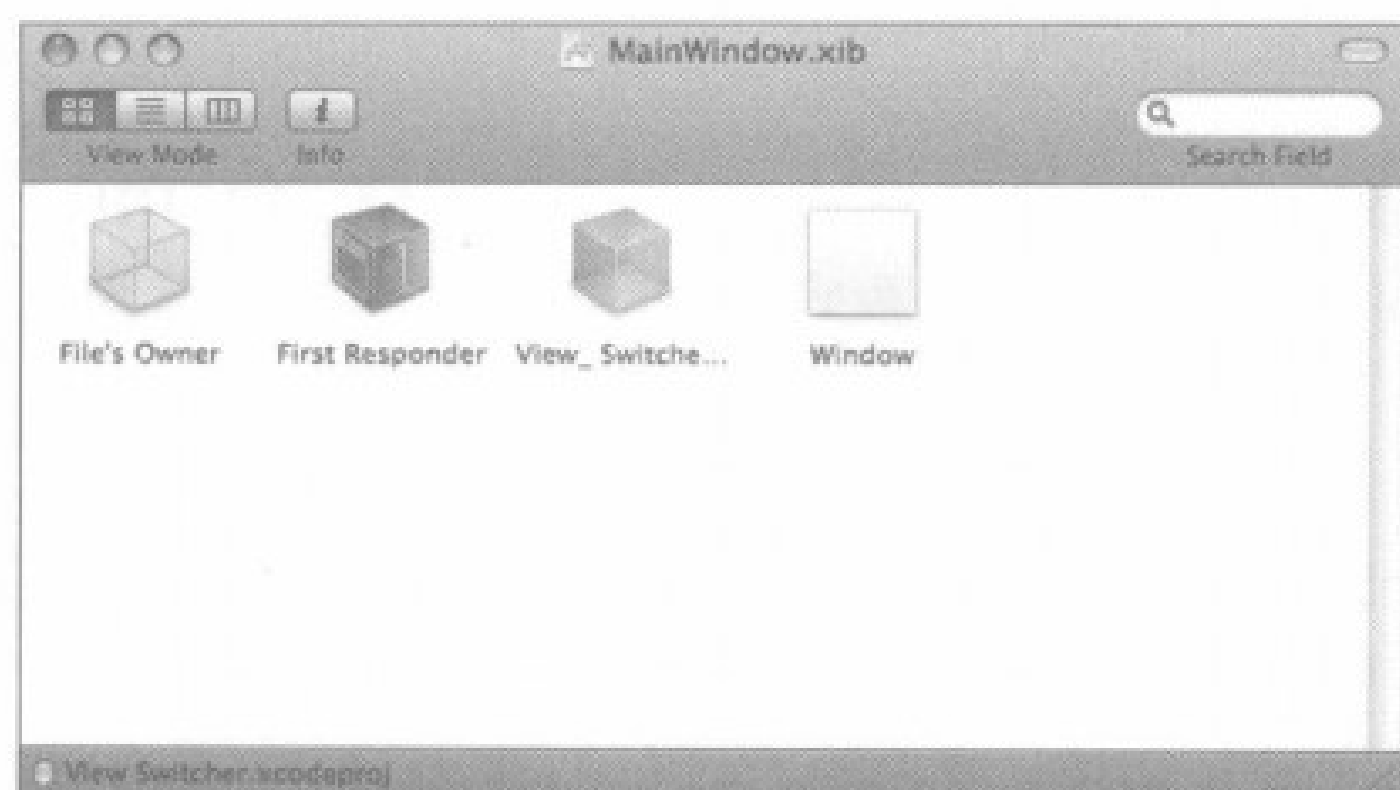 MainWindow.xib
View Mode
Info
Search Field
File's Owner
First Responder
View_ Switche...
Window
View Switcher.xcodeproj